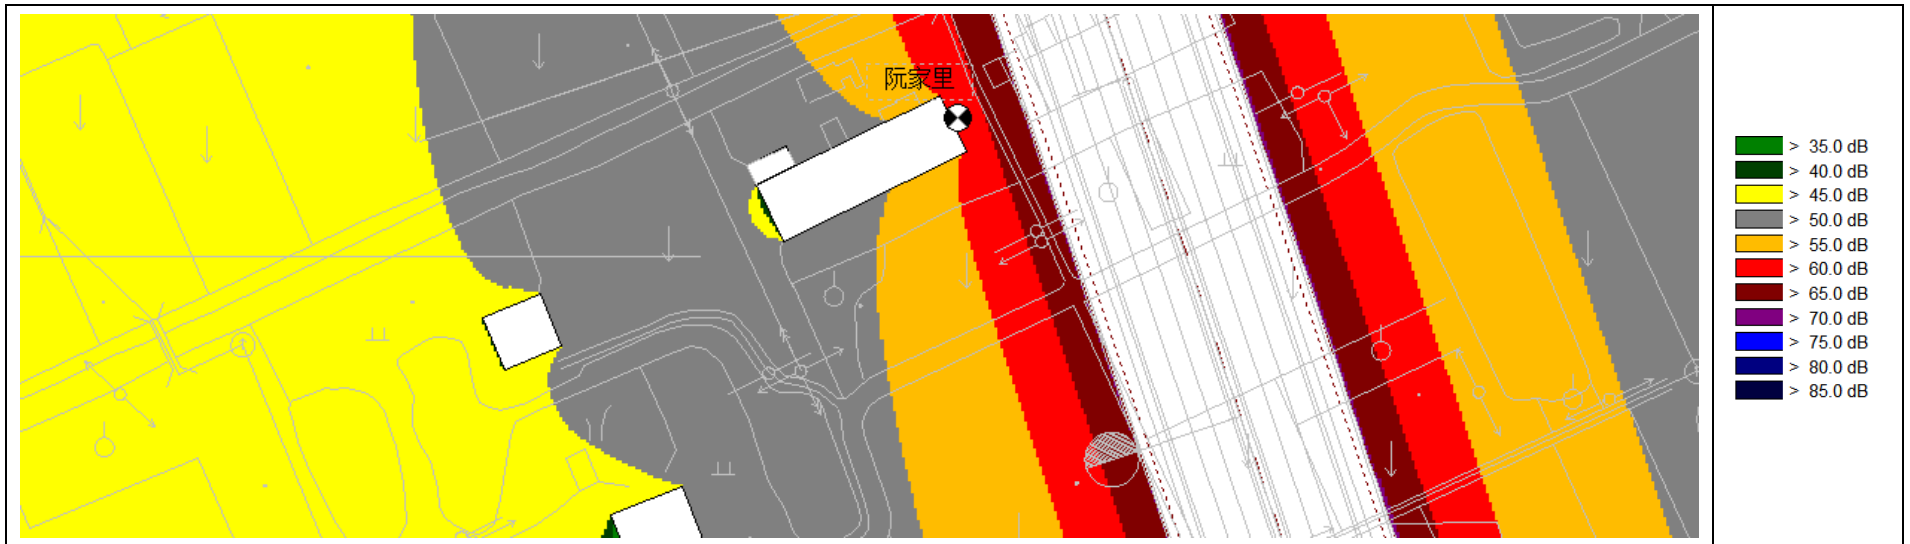 阮家里
> 35.0 dB
> 40.0 dB
> 45.0 dB
> 50.0 dB
> 55.0 dB
> 60.0 dB
> 65.0 dB
> 70.0 dB
> 75.0 dB
> 80.0 dB
> 85.0 dB